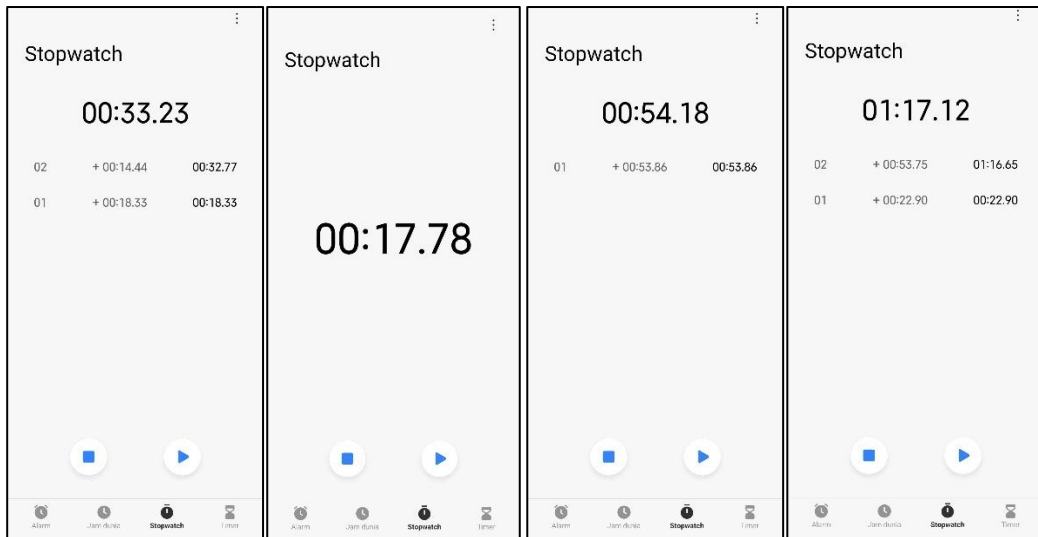 Stopwatch
00:33.23
02 + 00:14.44 00:32.77
01 + 00:18.33 00:18.33
Alarm Jam dunia Stopwatch Timer
Stopwatch
00:17.78
Alarm Jam dunia Stopwatch Timer
Stopwatch
00:54.18
01 + 00:53.86 00:53.86
Alarm Jam dunia Stopwatch Timer
Stopwatch
01:17.12
02 + 00:53.75 01:16.65
01 + 00:22.90 00:22.90
Alarm Jam dunia Stopwatch Timer